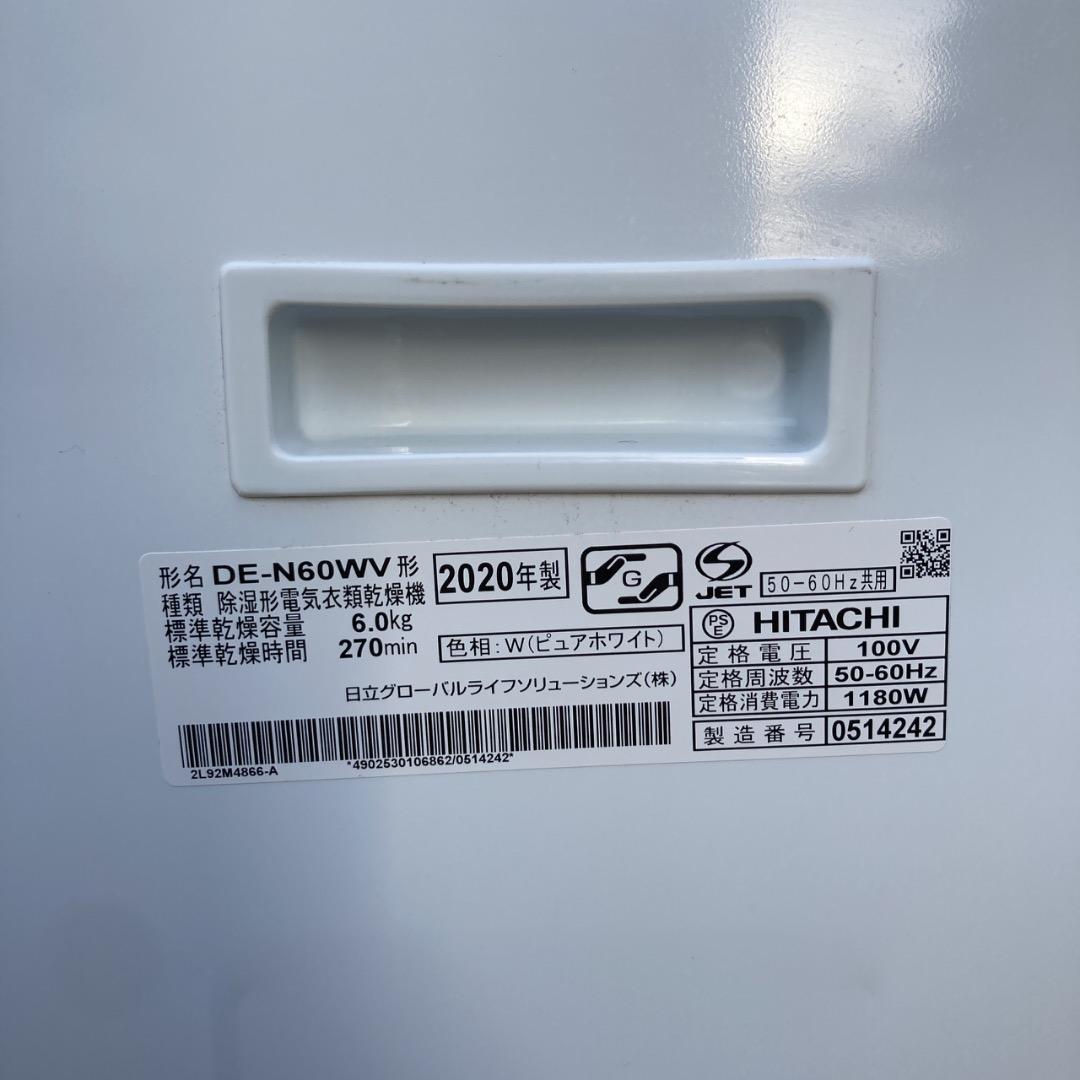 形名 DE-N60WV 形
種類 除湿形電気衣類乾燥機
標準乾燥容量 6.0kg
標準乾燥時間 270min
2020年製
色相:W(ピュアホワイト)
日立グローバルライフソリューションズ(株)
2L92M4866-A
*4902530106862/0514242*
G
JET
50-60Hz共用
PS
E
HITACHI
定格電圧 100V
定格周波数 50-60Hz
定格消費電力 1180W
製造番号 0514242